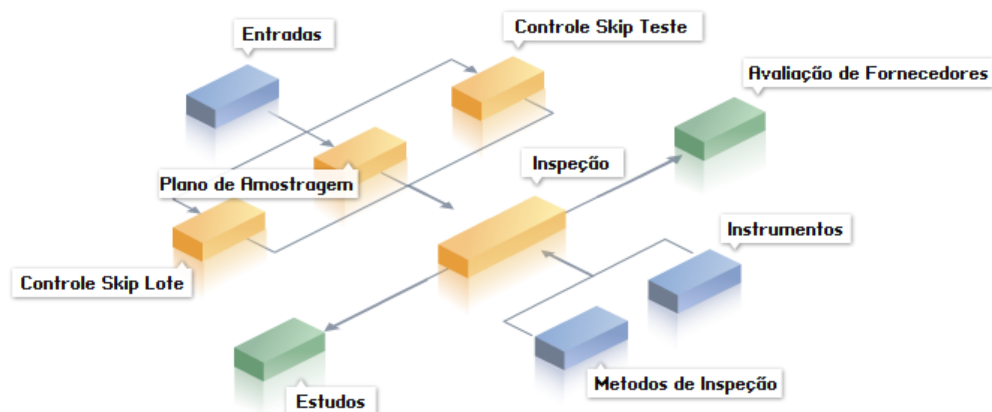 Entradas
Controle Skip Teste
Avaliação de Fornecedores
Plano de Amostragem
Inspeção
Instrumentos
Controle Skip Lote
Metodos de Inspeção
Estudos